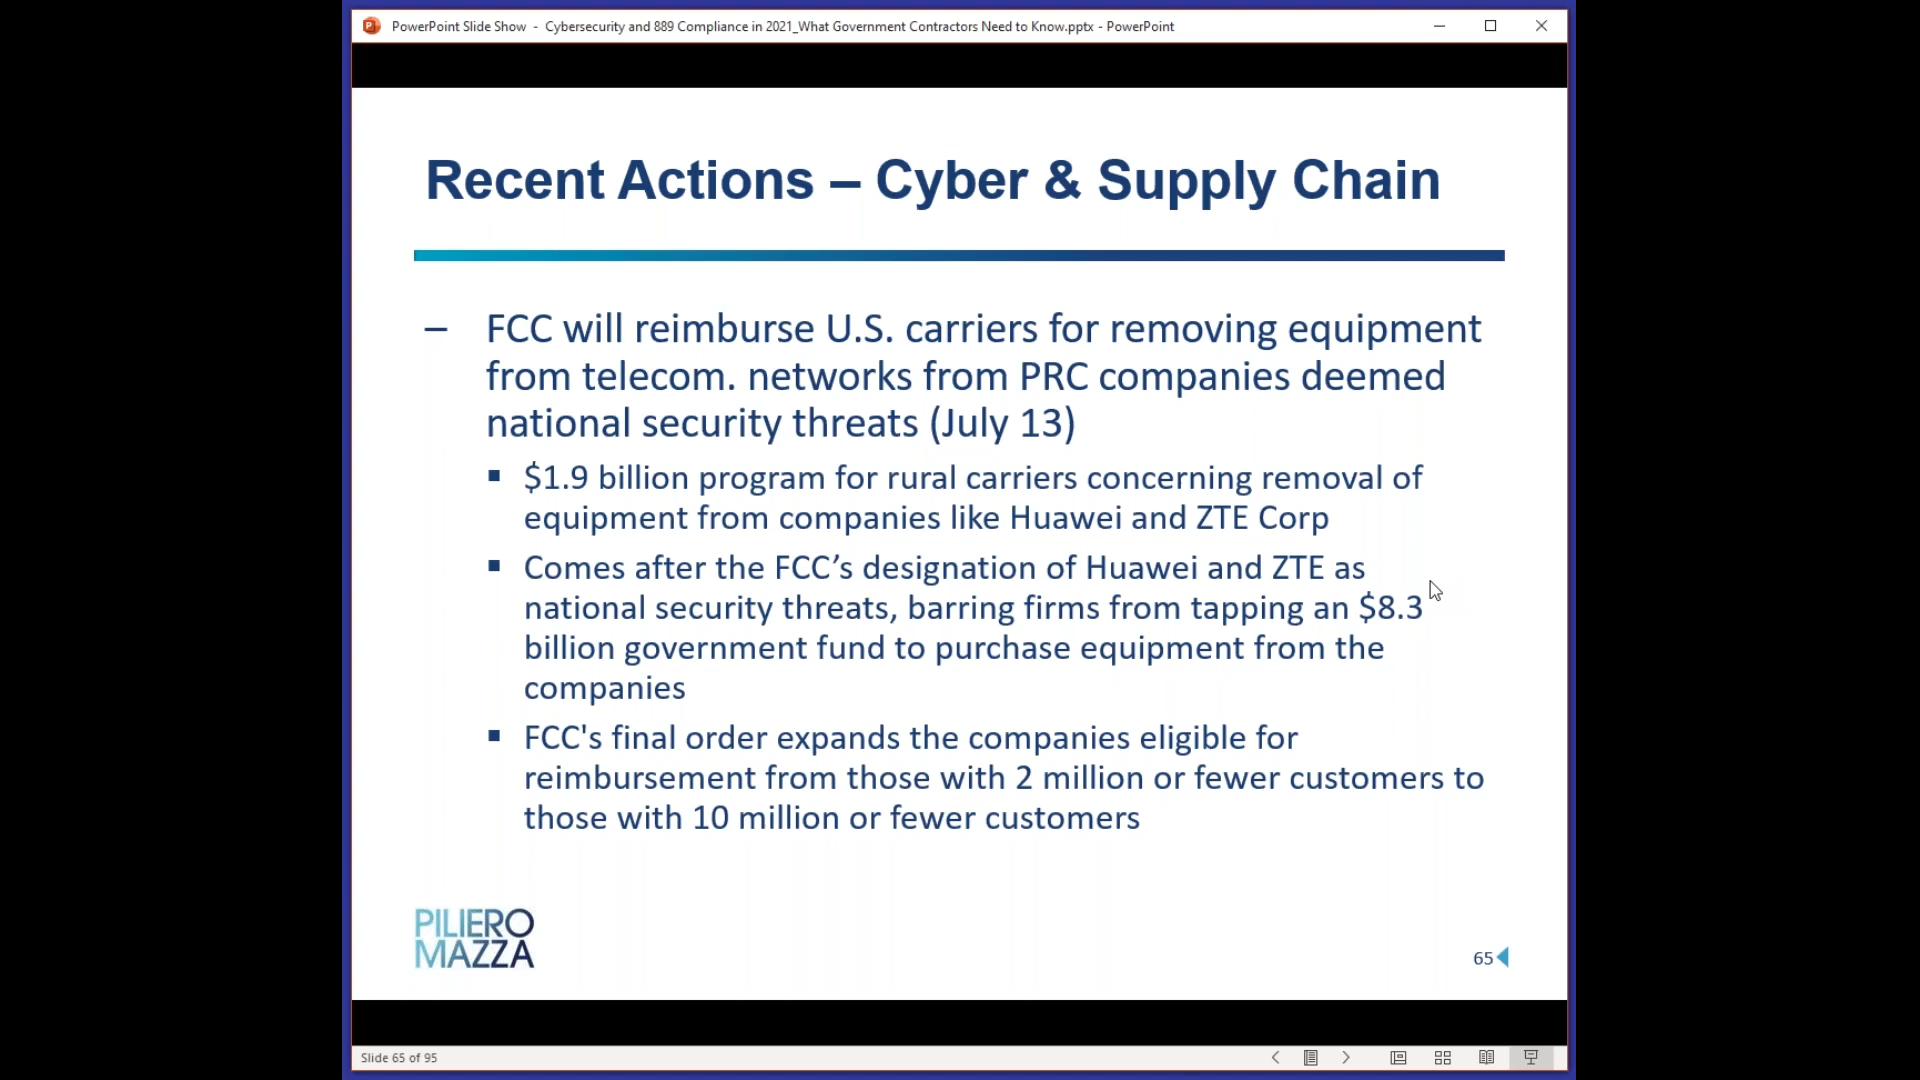 PowerPoint Slide Show - Cybersecurity and 889 Compliance in 2021_What Government Contractors Need to Know.pptx - PowerPoint
Recent Actions – Cyber & Supply Chain
– FCC will reimburse U.S. carriers for removing equipment
from telecom. networks from PRC companies deemed
national security threats (July 13)
▪ $1.9 billion program for rural carriers concerning removal of
equipment from companies like Huawei and ZTE Corp
▪ Comes after the FCC’s designation of Huawei and ZTE as
national security threats, barring firms from tapping an $8.3
billion government fund to purchase equipment from the
companies
▪ FCC's final order expands the companies eligible for
reimbursement from those with 2 million or fewer customers to
those with 10 million or fewer customers
PILIERO
MAZZA
65
Slide 65 of 95